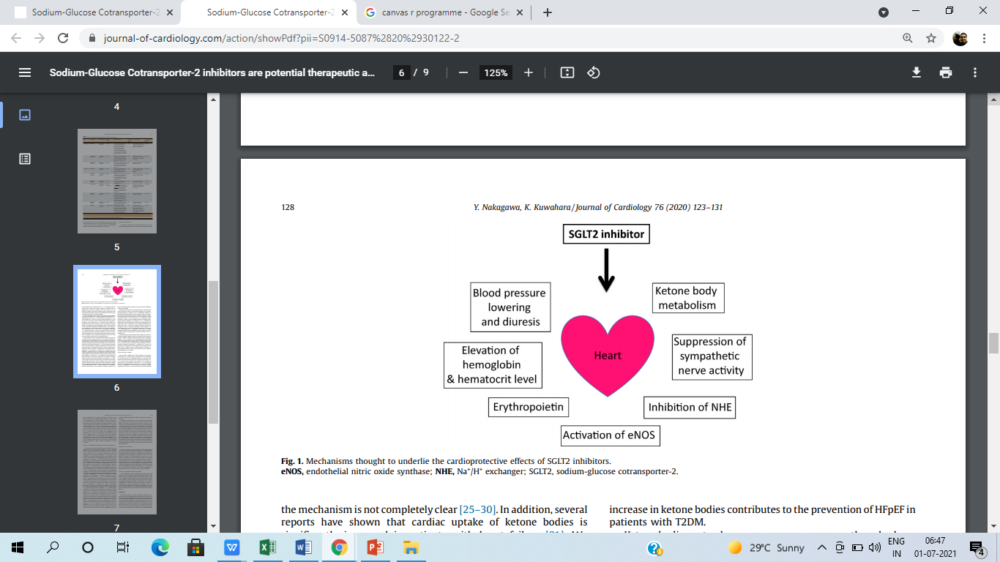 Sodium-Glucose Cotransporter-2
Sodium-Glucose Cotransporter-2
canvas r programme - Google Se
journal-of-cardiology.com/action/showPdf?pii=S0914-5087%2820%2930122-2
Sodium-Glucose Cotransporter-2 inhibitors are potential therapeutic a...
6 / 9
125%
4
5
6
7
128
Y. Nakagawa, K. Kuwahara / Journal of Cardiology 76 (2020) 123–131
SGLT2 inhibitor
Blood pressure
lowering
and diuresis
Ketone body
metabolism
Elevation of
hemoglobin
& hematocrit level
Heart
Suppression of
sympathetic
nerve activity
Erythropoietin
Inhibition of NHE
Activation of eNOS
Fig. 1. Mechanisms thought to underlie the cardioprotective effects of SGLT2 inhibitors.
eNOS, endothelial nitric oxide synthase; NHE, Na⁺/H⁺ exchanger; SGLT2, sodium-glucose cotransporter-2.
the mechanism is not completely clear [25–30]. In addition, several
reports have shown that cardiac uptake of ketone bodies is
increase in ketone bodies contributes to the prevention of HFpEF in
patients with T2DM.
29°C Sunny
ENG
IN
06:47
01-07-2021
4